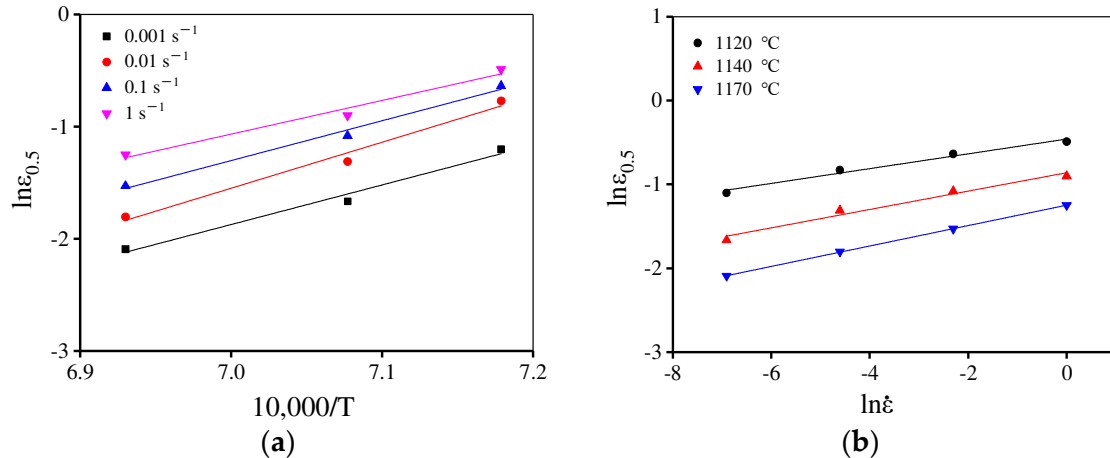 0
-1
-2
-3
6.9
7.0
7.1
7.2
lnε0.5
10,000/T
0.001 s−1
0.01 s−1
0.1 s−1
1 s−1
(a)
1
0
-1
-2
-3
-8
-6
-4
-2
0
lnε0.5
lnε̇
1120 ℃
1140 ℃
1170 ℃
(b)